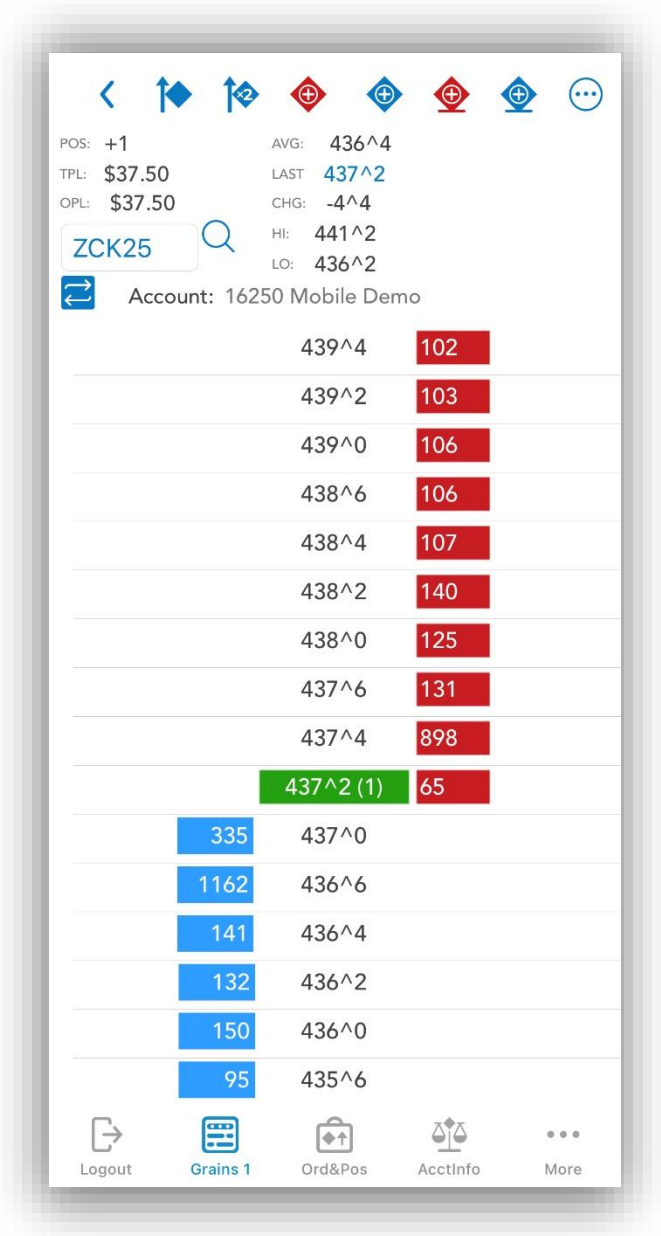 ×2
POS: +1 AVG: 436^4
TPL: $37.50 LAST 437^2
OPL: $37.50 CHG: -4^4
HI: 441^2
ZCK25
LO: 436^2
Account: 16250 Mobile Demo
439^4 102
439^2 103
439^0 106
438^6 106
438^4 107
438^2 140
438^0 125
437^6 131
437^4 898
437^2 (1) 65
335 437^0
1162 436^6
141 436^4
132 436^2
150 436^0
95 435^6
Logout Grains 1 Ord&Pos AcctInfo More